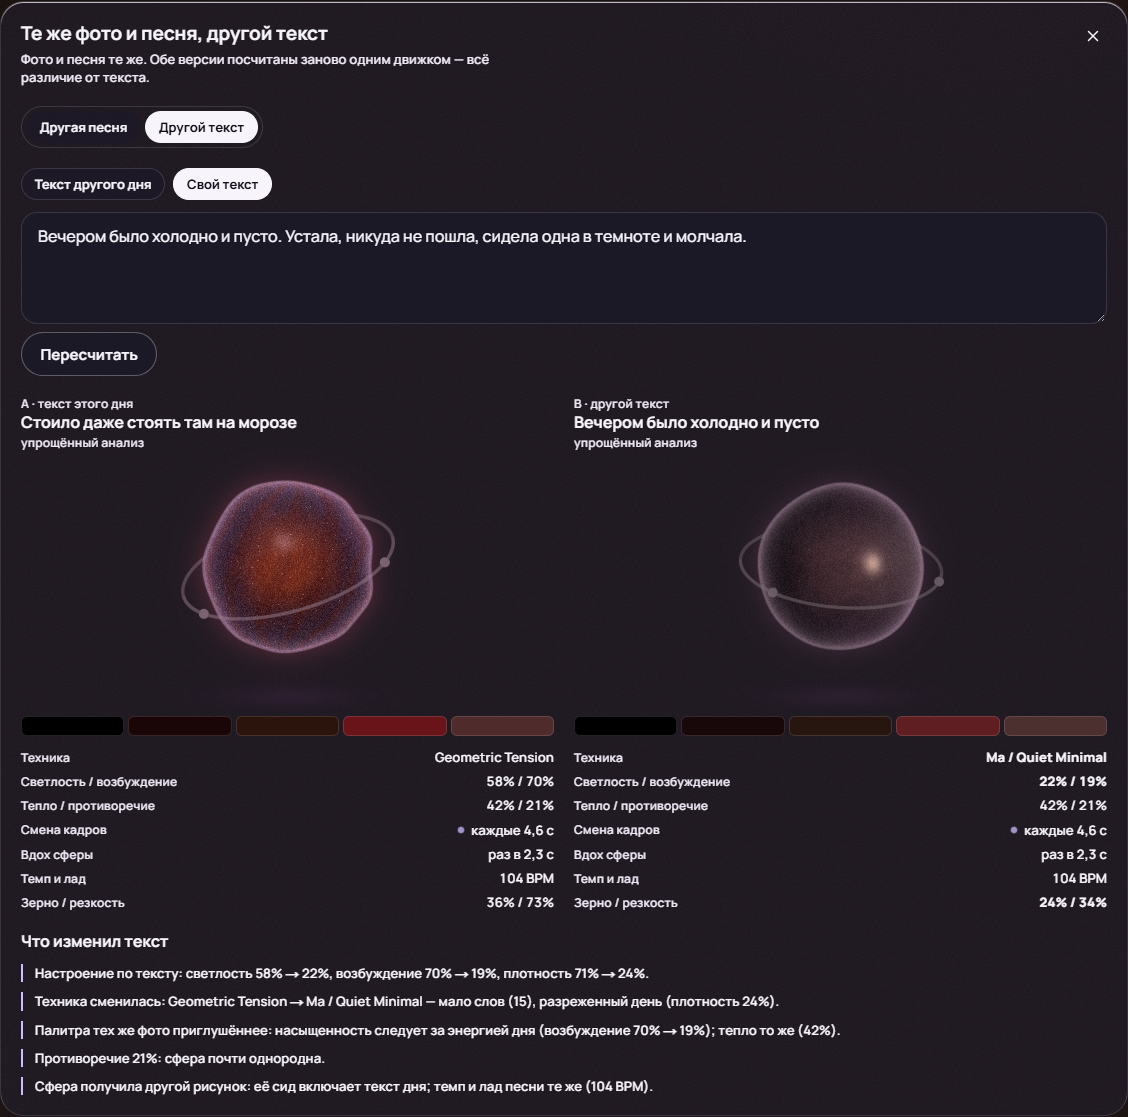 Те же фото и песня, другой текст
Фото и песня те же. Обе версии посчитаны заново одним движком — всё
различие от текста.
Другая песня
Другой текст
Текст другого дня
Свой текст
Вечером было холодно и пусто. Устала, никуда не пошла, сидела одна в темноте и молчала.
Пересчитать
А · текст этого дня
Стоило даже стоять там на морозе
упрощённый анализ
В · другой текст
Вечером было холодно и пусто
упрощённый анализ
Техника Geometric Tension
Светлость / возбуждение 58% / 70%
Тепло / противоречие 42% / 21%
Смена кадров каждые 4,6 с
Вдох сферы раз в 2,3 с
Темп и лад 104 BPM
Зерно / резкость 36% / 73%
Техника Ma / Quiet Minimal
Светлость / возбуждение 22% / 19%
Тепло / противоречие 42% / 21%
Смена кадров каждые 4,6 с
Вдох сферы раз в 2,3 с
Темп и лад 104 BPM
Зерно / резкость 24% / 34%
Что изменил текст
Настроение по тексту: светлость 58% → 22%, возбуждение 70% → 19%, плотность 71% → 24%.
Техника сменилась: Geometric Tension → Ma / Quiet Minimal — мало слов (15), разреженный день (плотность 24%).
Палитра тех же фото приглушённее: насыщенность следует за энергией дня (возбуждение 70% → 19%); тепло то же (42%).
Противоречие 21%: сфера почти однородна.
Сфера получила другой рисунок: её сид включает текст дня; темп и лад песни те же (104 BPM).